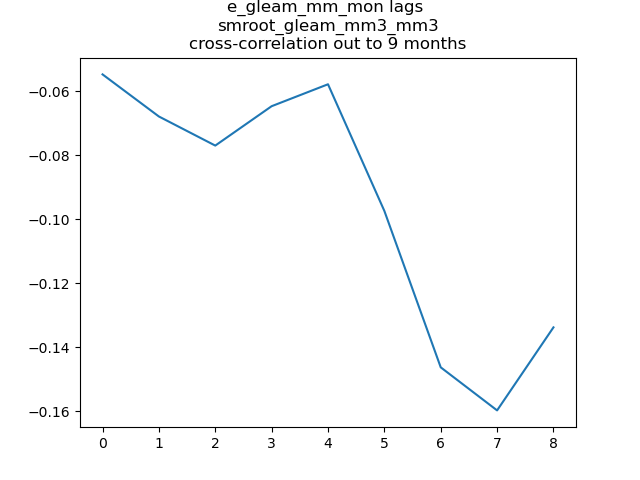 e_gleam_mm_mon lags
smroot_gleam_mm3_mm3
cross-correlation out to 9 months
−0.06
−0.08
−0.10
−0.12
−0.14
−0.16
0 1 2 3 4 5 6 7 8